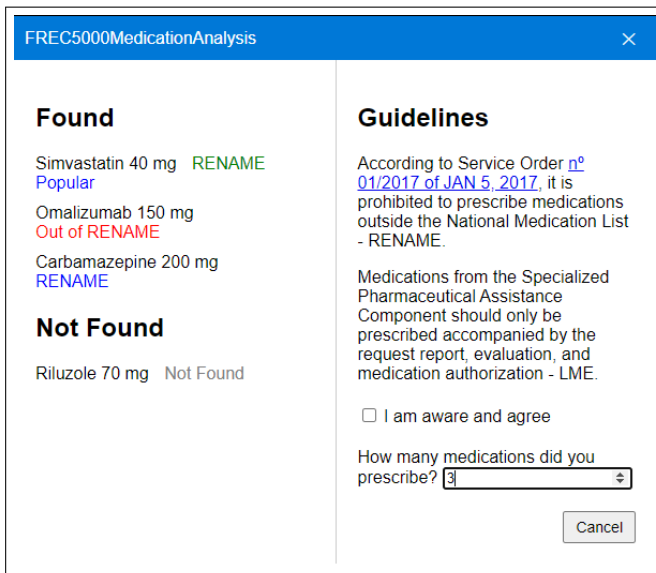 FREC5000MedicationAnalysis
Found
Simvastatin 40 mg RENAME
Popular
Omalizumab 150 mg
Out of RENAME
Carbamazepine 200 mg
RENAME
Not Found
Riluzole 70 mg Not Found
Guidelines
According to Service Order nº
01/2017 of JAN 5, 2017, it is
prohibited to prescribe medications
outside the National Medication List
- RENAME.
Medications from the Specialized
Pharmaceutical Assistance
Component should only be
prescribed accompanied by the
request report, evaluation, and
medication authorization - LME.
I am aware and agree
How many medications did you
prescribe? 3
Cancel